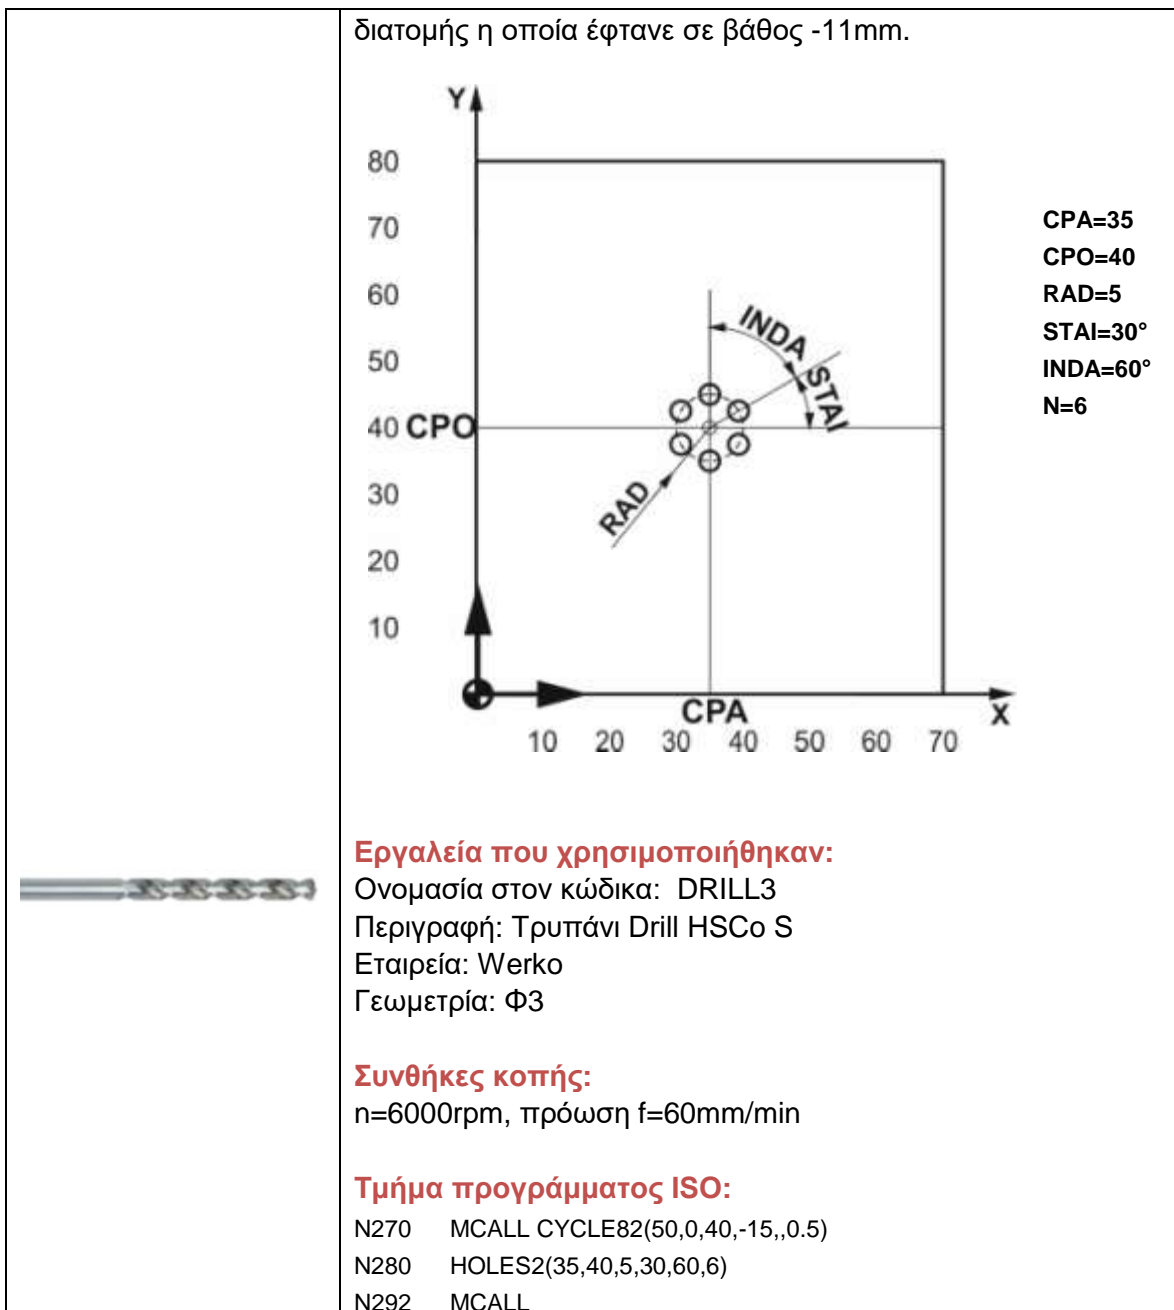 διατομής η οποία έφτανε σε βάθος -11mm.
Y
80
70
60
50
40 CPO
30
20
10
INDA
STAI
RAD
CPA
X
10 20 30 40 50 60 70
CPA=35
CPO=40
RAD=5
STAI=30°
INDA=60°
N=6
Εργαλεία που χρησιμοποιήθηκαν:
Ονομασία στον κώδικα: DRILL3
Περιγραφή: Τρυπάνι Drill HSCo S
Εταιρεία: Werko
Γεωμετρία: Φ3
Συνθήκες κοπής:
n=6000rpm, πρόωση f=60mm/min
Τμήμα προγράμματος ISO:
N270 MCALL CYCLE82(50,0,40,-15,,0.5)
N280 HOLES2(35,40,5,30,60,6)
N292 MCALL